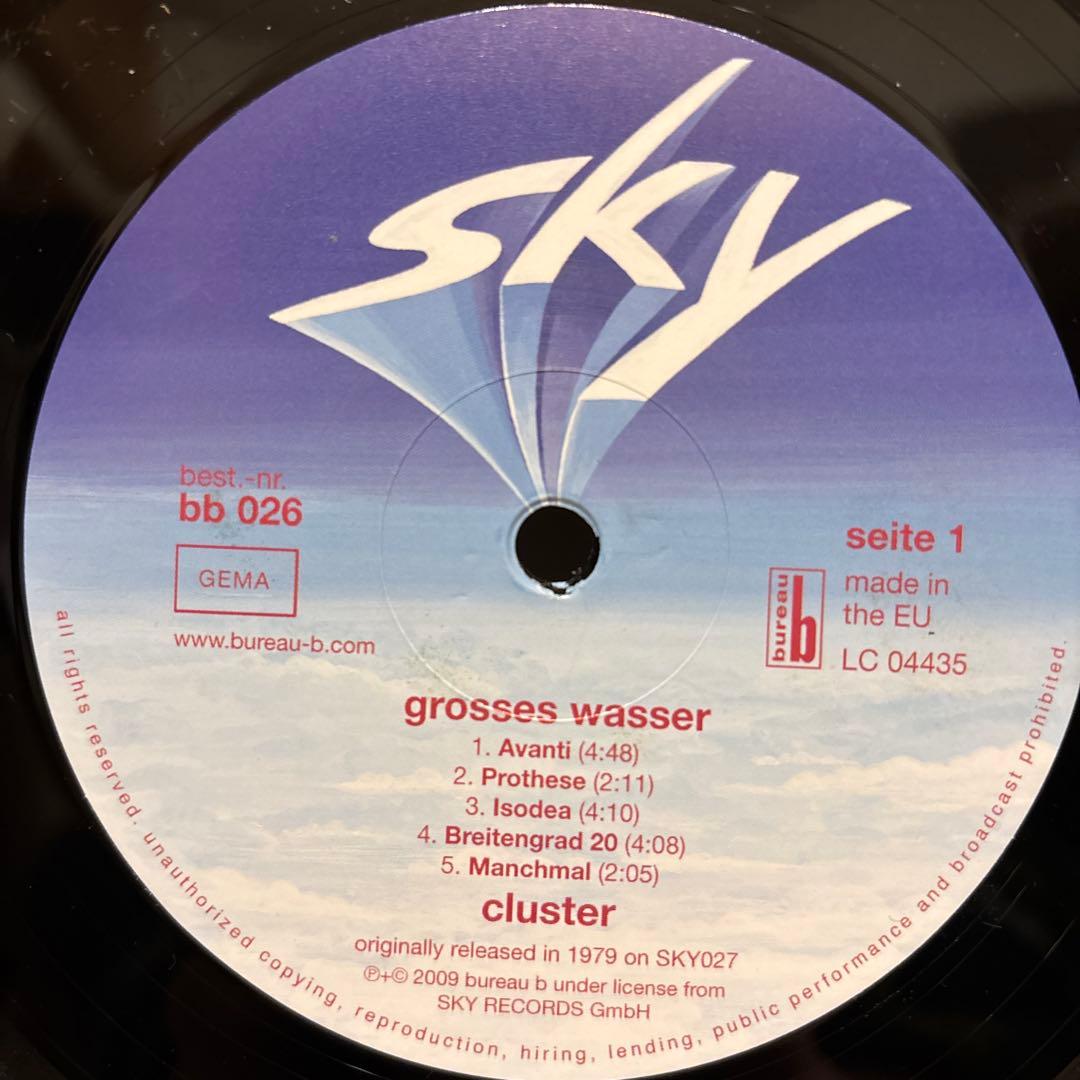 sky
best.-nr.
bb 026
GEMA
www.bureau-b.com
seite 1
made in
the EU
bureau b
LC 04435
grosses wasser
1. Avanti (4:48)
2. Prothese (2:11)
3. Isodea (4:10)
4. Breitengrad 20 (4:08)
5. Manchmal (2:05)
cluster
originally released in 1979 on SKY027
℗+© 2009 bureau b under license from
SKY RECORDS GmbH
all rights reserved. unauthorized copying, reproduction, hiring, lending, public performance and broadcast prohibited.